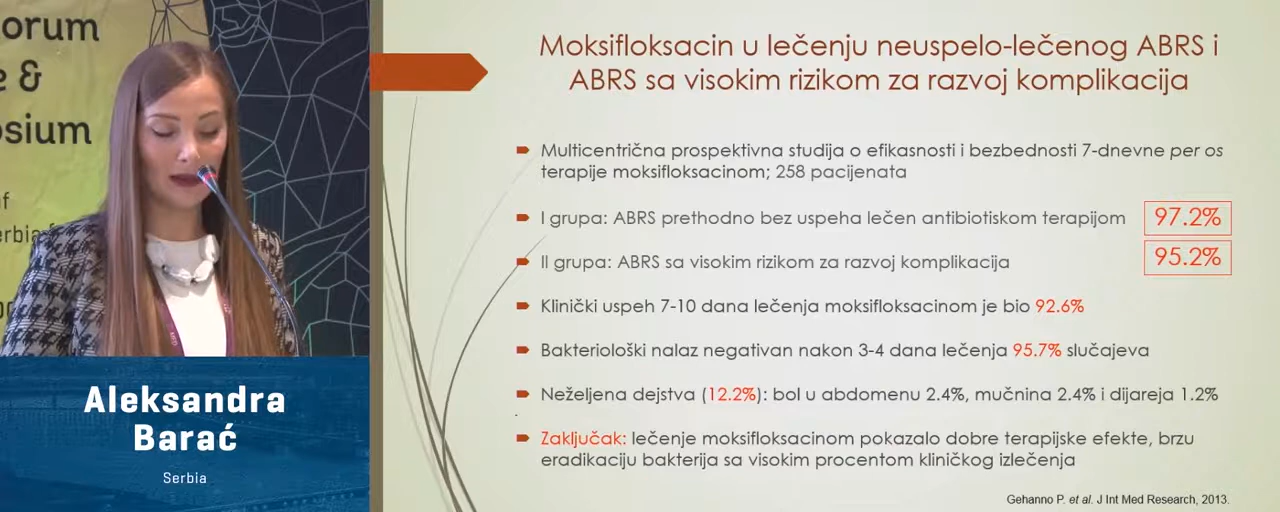 orum
e &
osium
of
erbia f
Aleksandra
Barać
Serbia
Moksifloksacin u lečenju neuspelo-lečenog ABRS i
ABRS sa visokim rizikom za razvoj komplikacija
Multicentrična prospektivna studija o efikasnosti i bezbednosti 7-dnevne per os
terapije moksifloksacinom; 258 pacijenata
I grupa: ABRS prethodno bez uspeha lečen antibiotiskom terapijom 97.2%
II grupa: ABRS sa visokim rizikom za razvoj komplikacija 95.2%
Klinički uspeh 7-10 dana lečenja moksifloksacinom je bio 92.6%
Bakteriološki nalaz negativan nakon 3-4 dana lečenja 95.7% slučajeva
Neželjena dejstva (12.2%): bol u abdomenu 2.4%, mučnina 2.4% i dijareja 1.2%
Zaključak: lečenje moksifloksacinom pokazalo dobre terapijske efekte, brzu
eradikaciju bakterija sa visokim procentom kliničkog izlečenja
Gehanno P. et al. J Int Med Research, 2013.